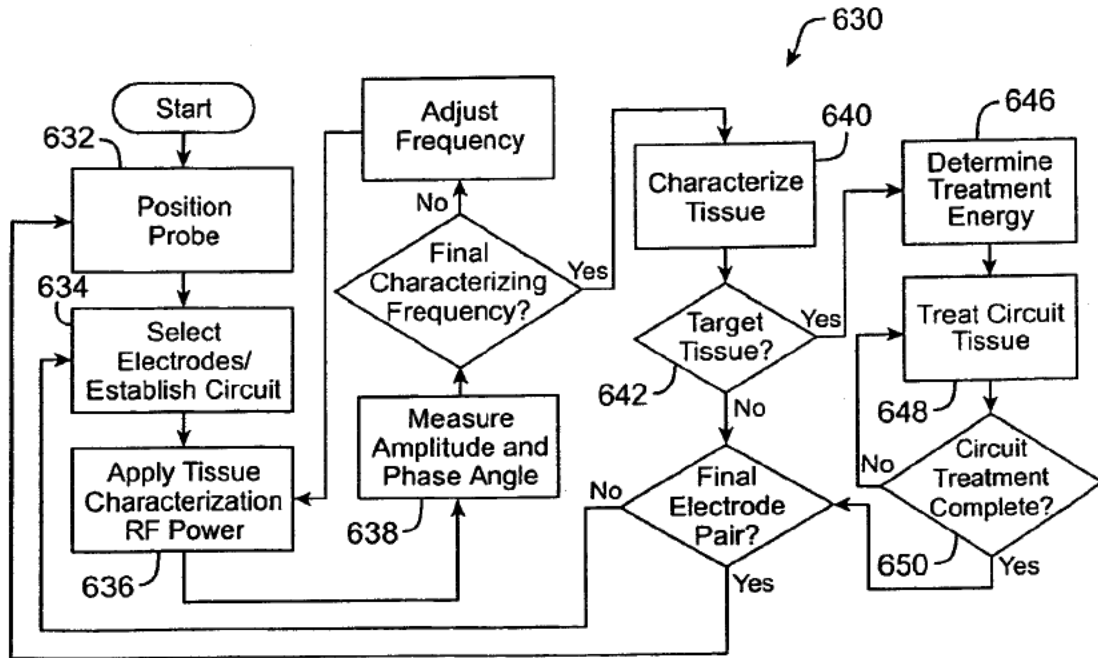 630
Start
632
Position
Probe
634
Select
Electrodes/
Establish Circuit
Apply Tissue
Characterization
RF Power
636
Adjust
Frequency
No
Final
Characterizing
Frequency?
Yes
Measure
Amplitude and
Phase Angle
638
640
Characterize
Tissue
Target
Tissue?
Yes
642
No
Final
Electrode
Pair?
No
Yes
646
Determine
Treatment
Energy
Treat Circuit
Tissue
648
Circuit
Treatment
Complete?
No
650
Yes